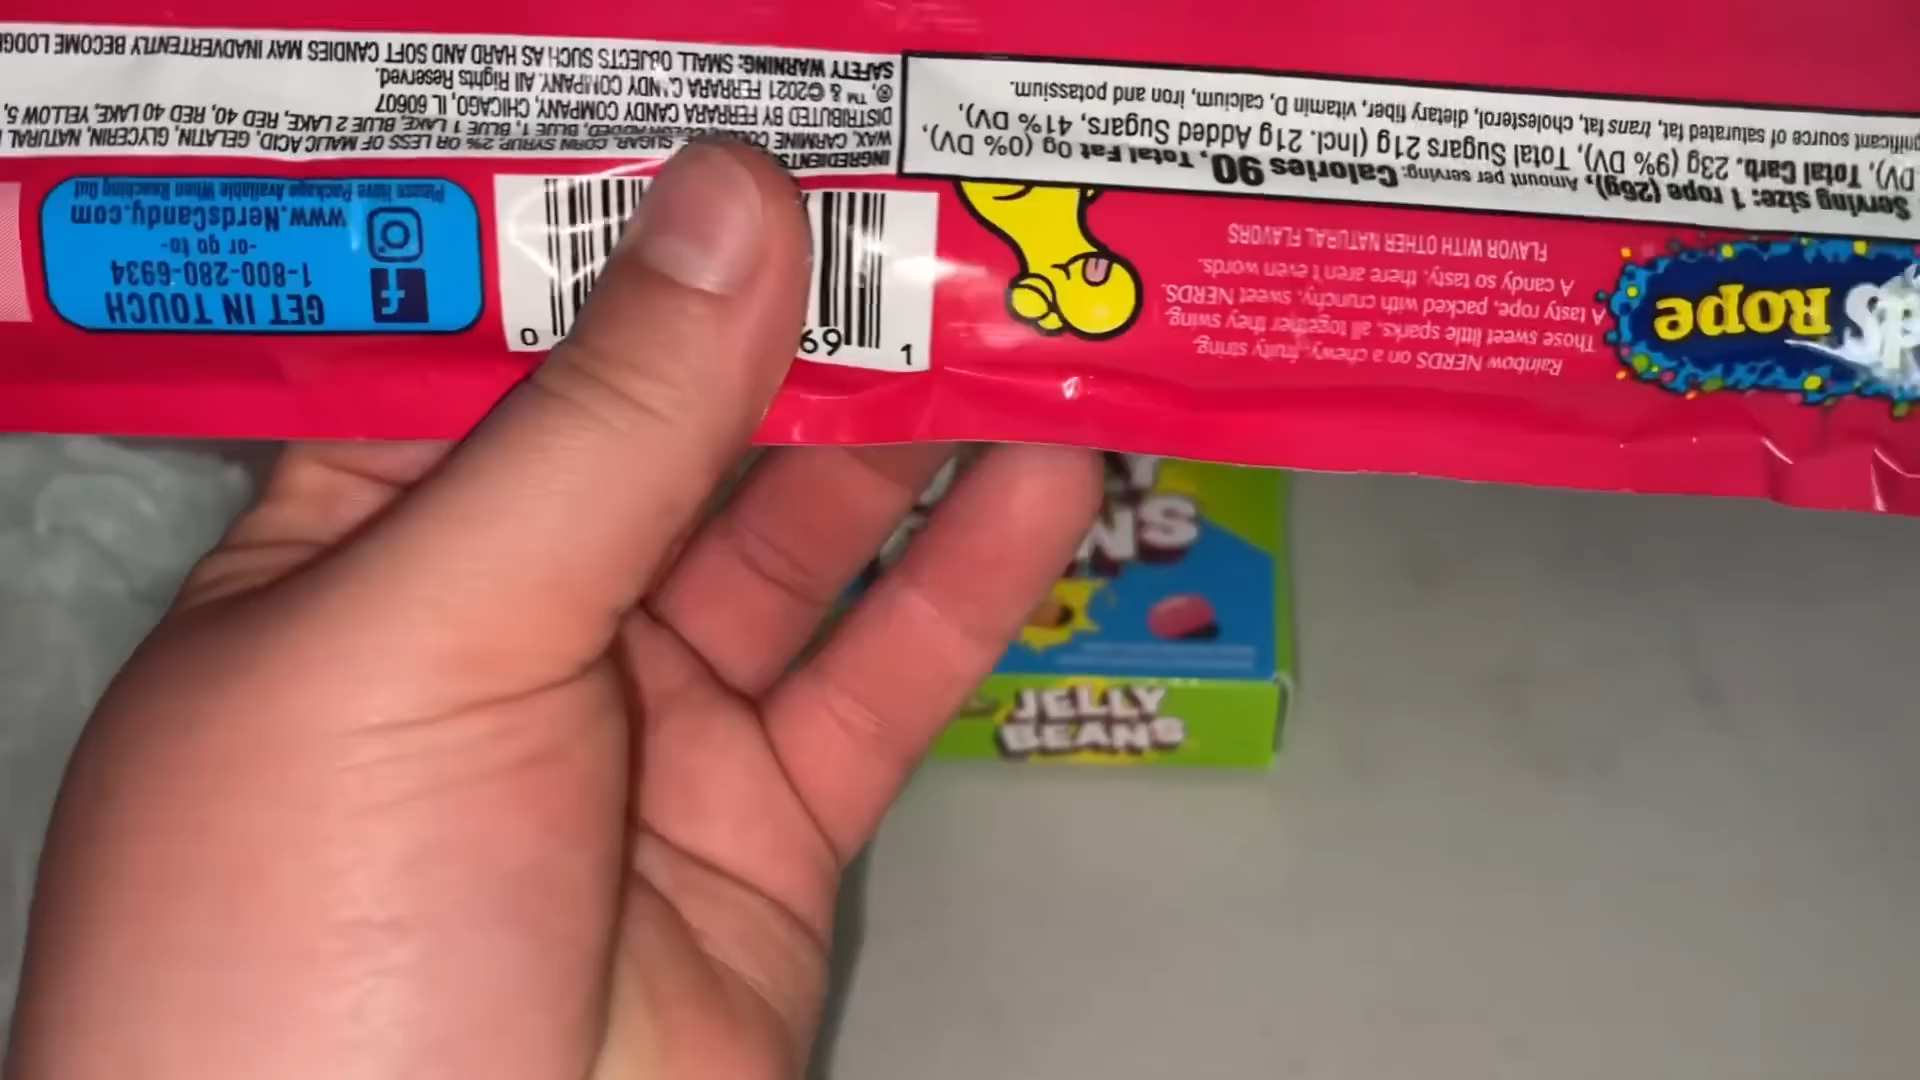 Rope
Rainbow NERDS on a chewy, fruity string.
Those sweet little sparks, all together they swing.
A tasty rope, packed with crunchy, sweet NERDS.
A candy so tasty, there aren't even words.
FLAVOR WITH OTHER NATURAL FLAVORS
Serving size: 1 rope (26g), Amount per serving: Calories 90, Total Fat 0g (0% DV),
DV), Total Carb. 23g (9% DV), Total Sugars 21g (Incl. 21g Added Sugars, 41% DV),
source of saturated fat, trans fat, cholesterol, dietary fiber, vitamin D, calcium, iron and potassium.
1 69 0
GET IN TOUCH
1-800-280-6934
-or go to-
www.NerdsCandy.com
Please Have Package Available When Reaching Out
INGREDIENTS: SUGAR, CORN SYRUP, 2% OR LESS OF MALIC ACID, GELATIN, GLYCERIN, NATURAL
WAX, CARMINE COLOR ADDED, BLUE 1, BLUE 1 LAKE, BLUE 2 LAKE, RED 40, RED 40 LAKE, YELLOW 5,
DISTRIBUTED BY FERRARA CANDY COMPANY, CHICAGO, IL 60607
®, ™ & ©2021 FERRARA CANDY COMPANY. All Rights Reserved.
SAFETY WARNING: SMALL OBJECTS SUCH AS HARD AND SOFT CANDIES MAY INADVERTENTLY BECOME
JELLY
BEANS